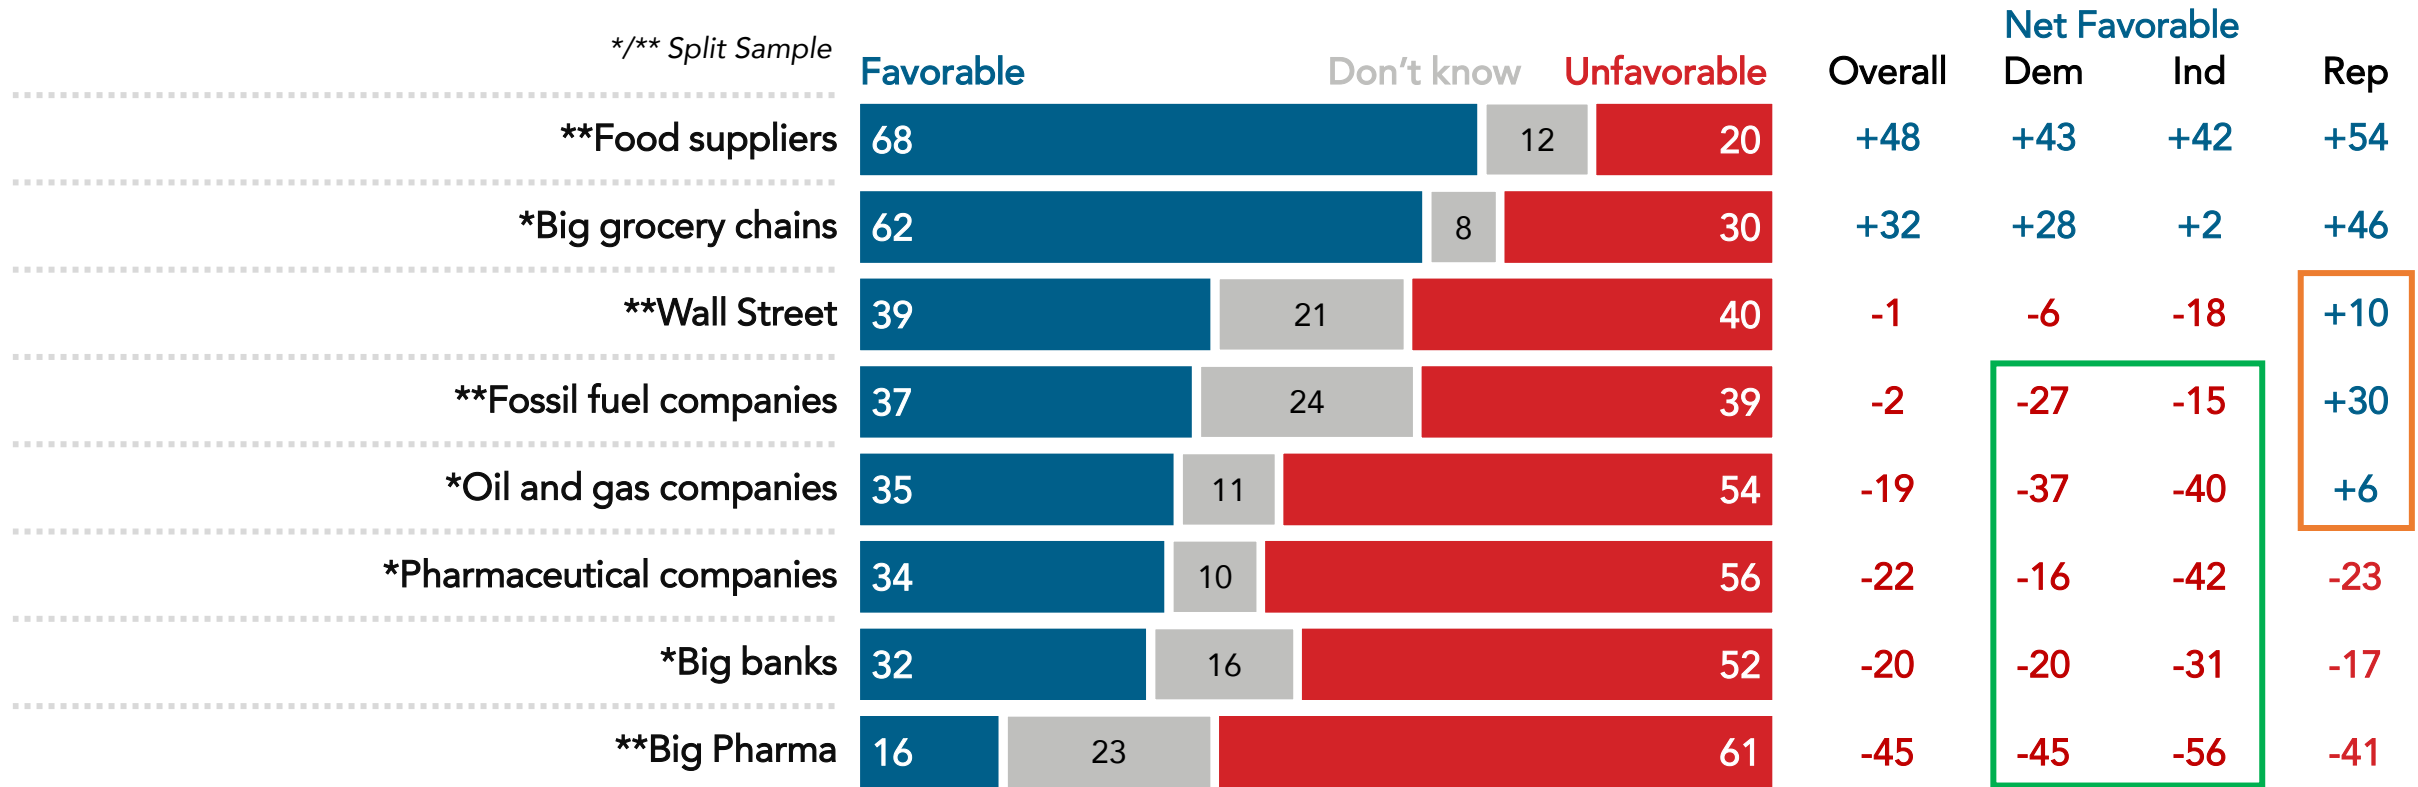 Net Favorable
*/** Split Sample
Favorable Don't know Unfavorable Overall Dem Ind Rep
**Food suppliers 68 12 20 +48 +43 +42 +54
*Big grocery chains 62 8 30 +32 +28 +2 +46
**Wall Street 39 21 40 -1 -6 -18 +10
**Fossil fuel companies 37 24 39 -2 -27 -15 +30
*Oil and gas companies 35 11 54 -19 -37 -40 +6
*Pharmaceutical companies 34 10 56 -22 -16 -42 -23
*Big banks 32 16 52 -20 -20 -31 -17
**Big Pharma 16 23 61 -45 -45 -56 -41